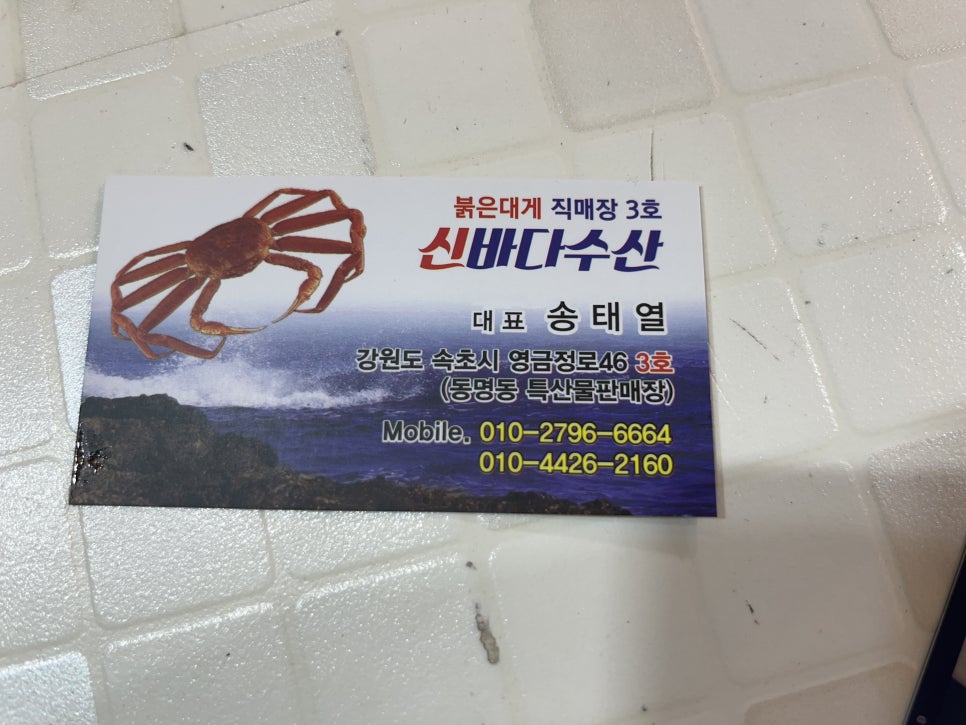 붉은대게 직매장 3호
신바다수산
대표 송태열
강원도 속초시 영금정로46 3호
(동명동 특산물판매장)
Mobile. 010-2796-6664
010-4426-2160